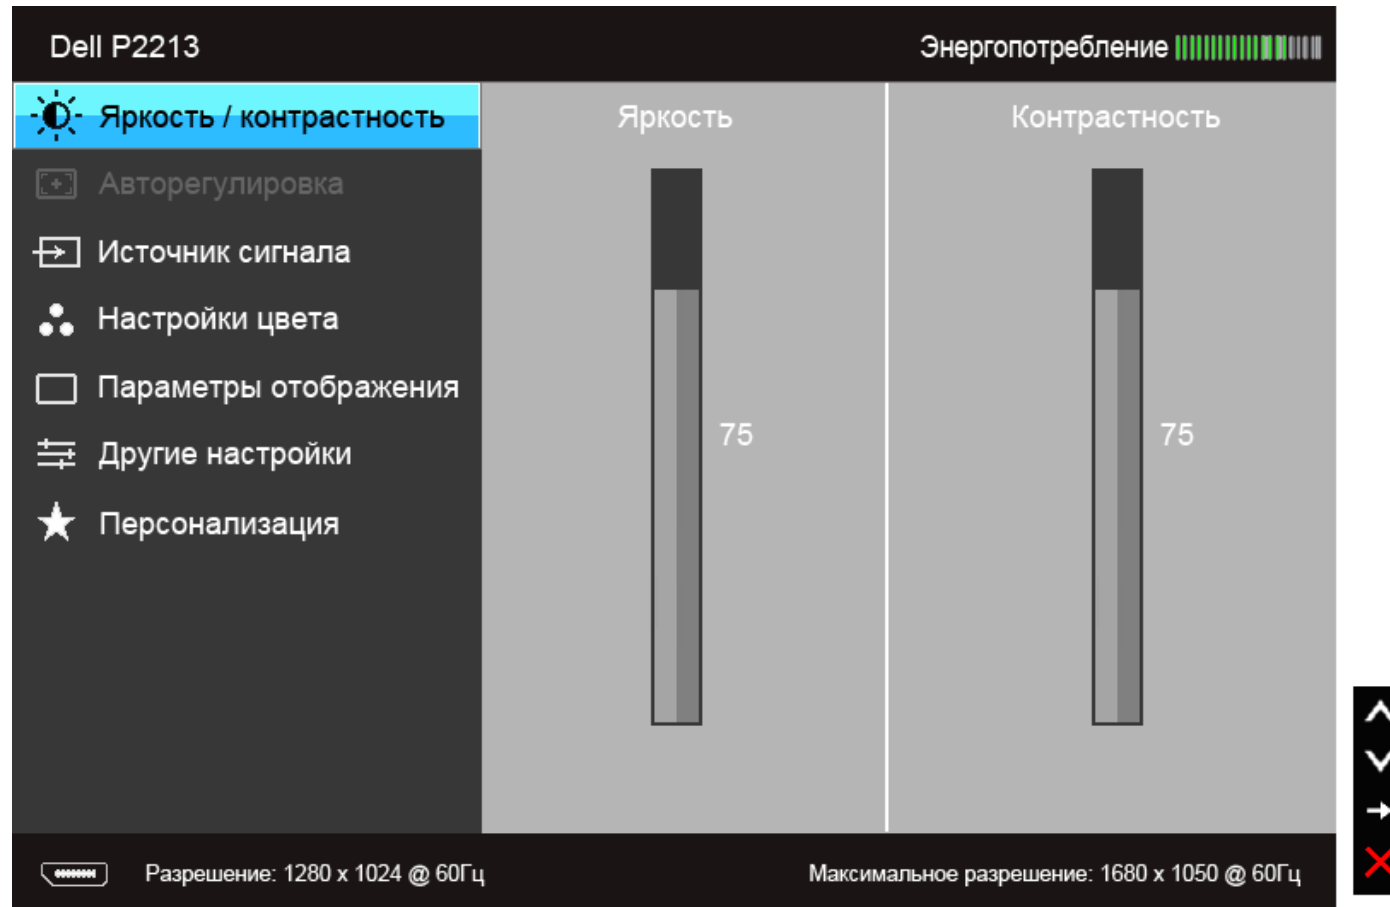 Dell P2213
Энергопотребление
Яркость / контрастность
Авторегулировка
Источник сигнала
Настройки цвета
Параметры отображения
Другие настройки
Персонализация
Яркость
75
Контрастность
75
Разрешение: 1280 x 1024 @ 60Гц
Максимальное разрешение: 1680 x 1050 @ 60Гц